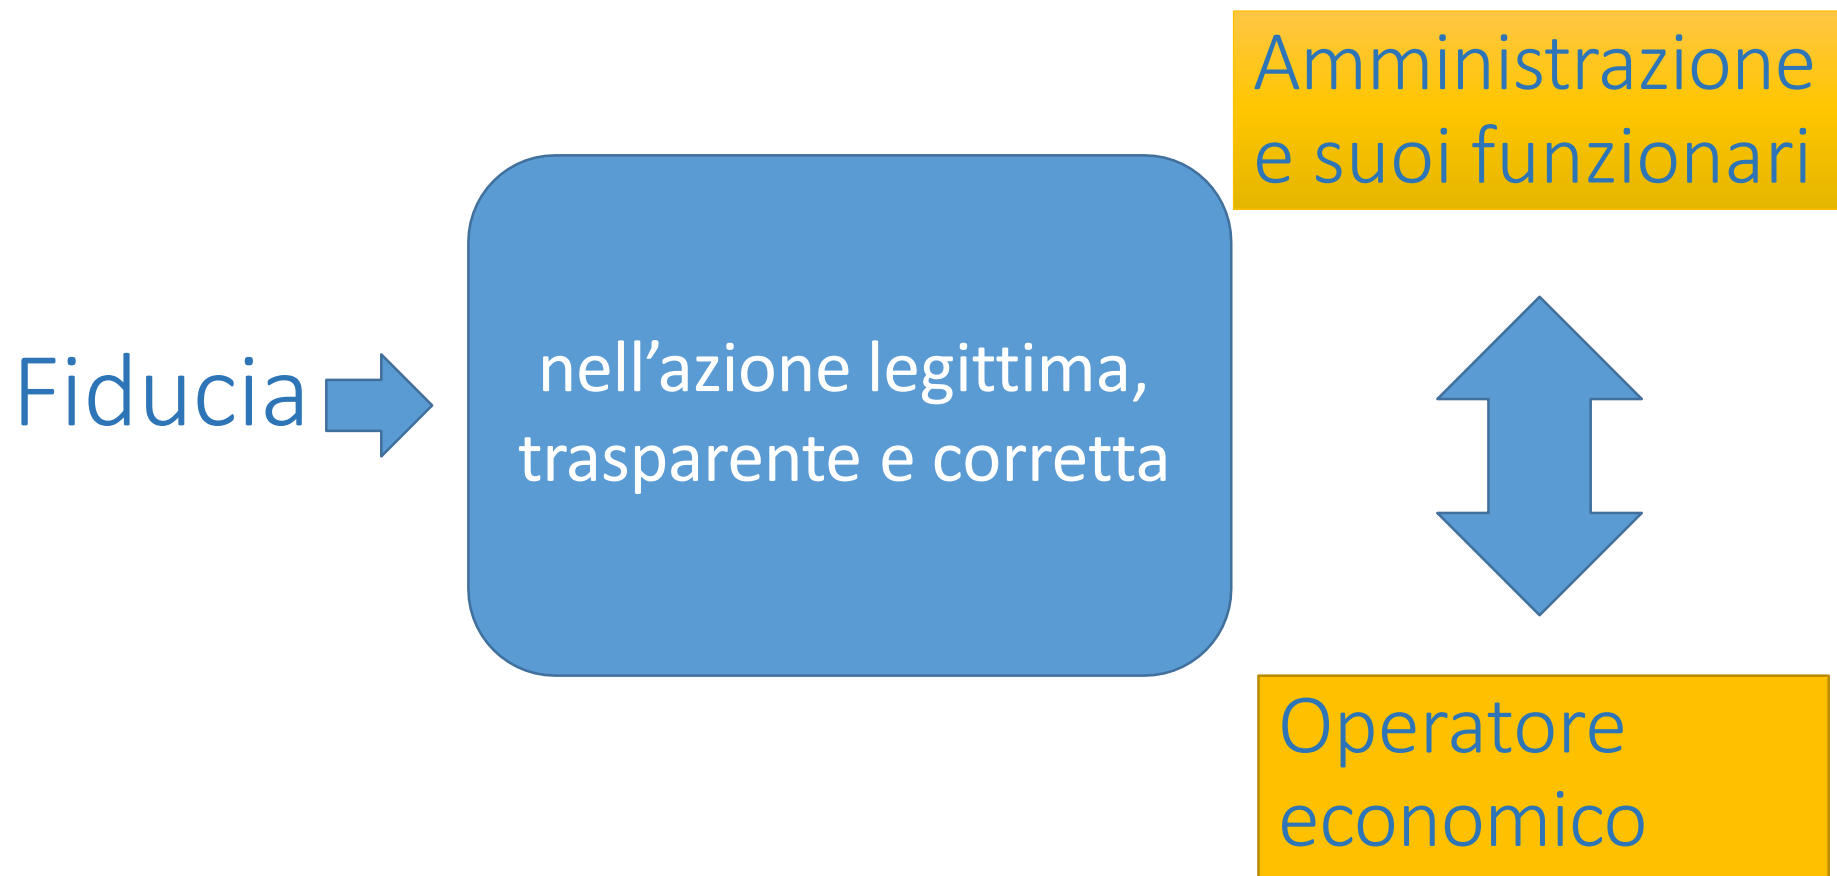 Fiducia
nell’azione legittima,
trasparente e corretta
Amministrazione
e suoi funzionari
Operatore
economico